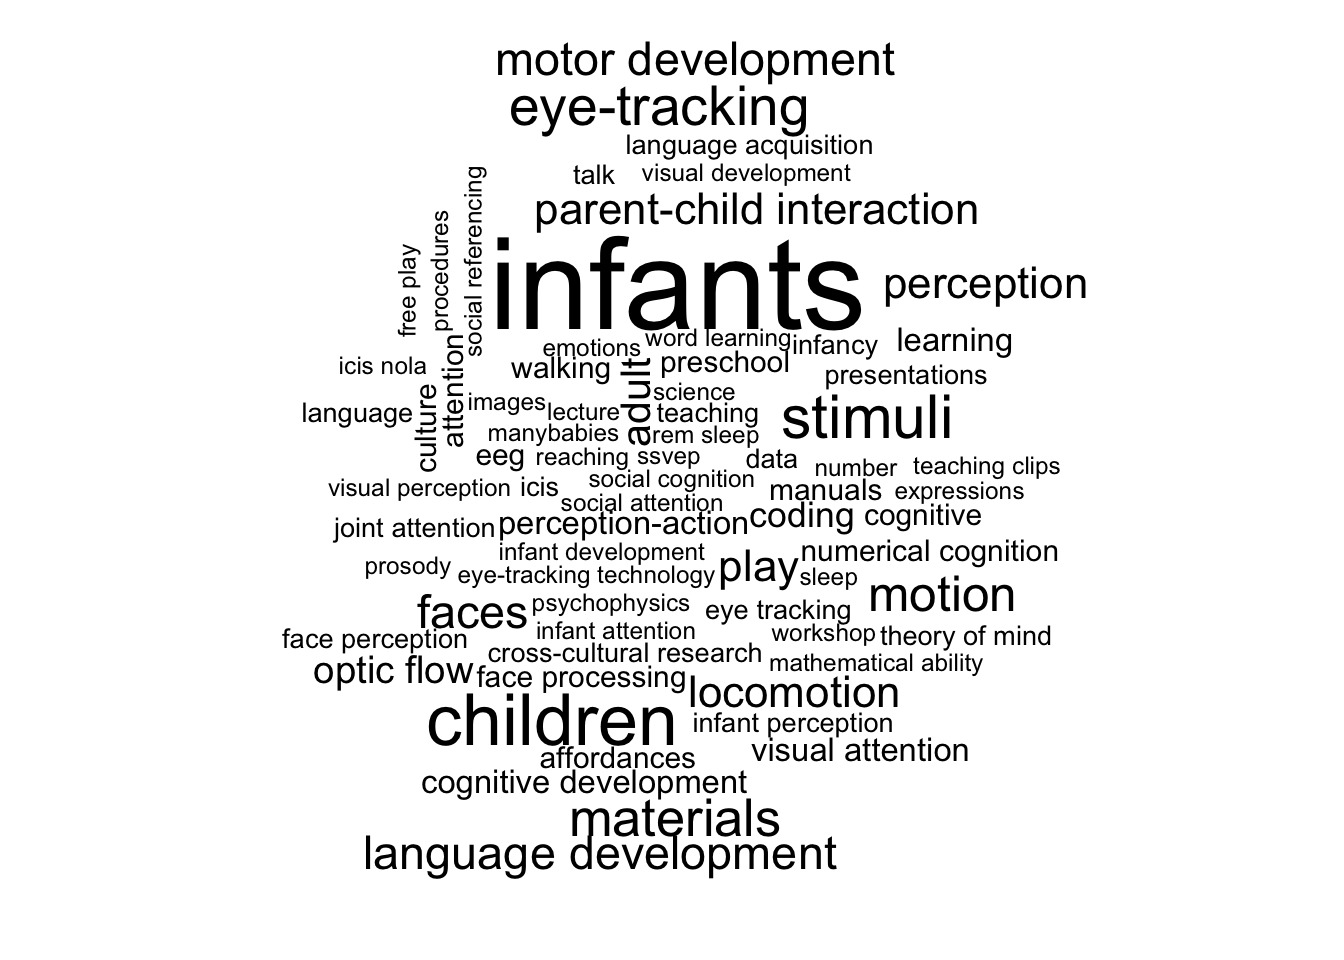 motor development
eye-tracking
language acquisition
talk
visual development
social referencing
procedures
free play
parent-child interaction
infants
perception
word learning
emotions
infancy
learning
icis nola
walking
adult
preschool
presentations
attention
culture
language
images
lecture
science
teaching
stimuli
manybabies
rem sleep
eeg
reaching
ssvep
data
number
teaching clips
visual perception
icis
social cognition
manuals
expressions
social attention
joint attention
perception-action
coding
cognitive
infant development
play
numerical cognition
prosody
eye-tracking technology
sleep
motion
faces
psychophysics
eye tracking
face perception
infant attention
workshop
theory of mind
cross-cultural research
mathematical ability
optic flow
face processing
locomotion
children
infant perception
affordances
visual attention
cognitive development
materials
language development